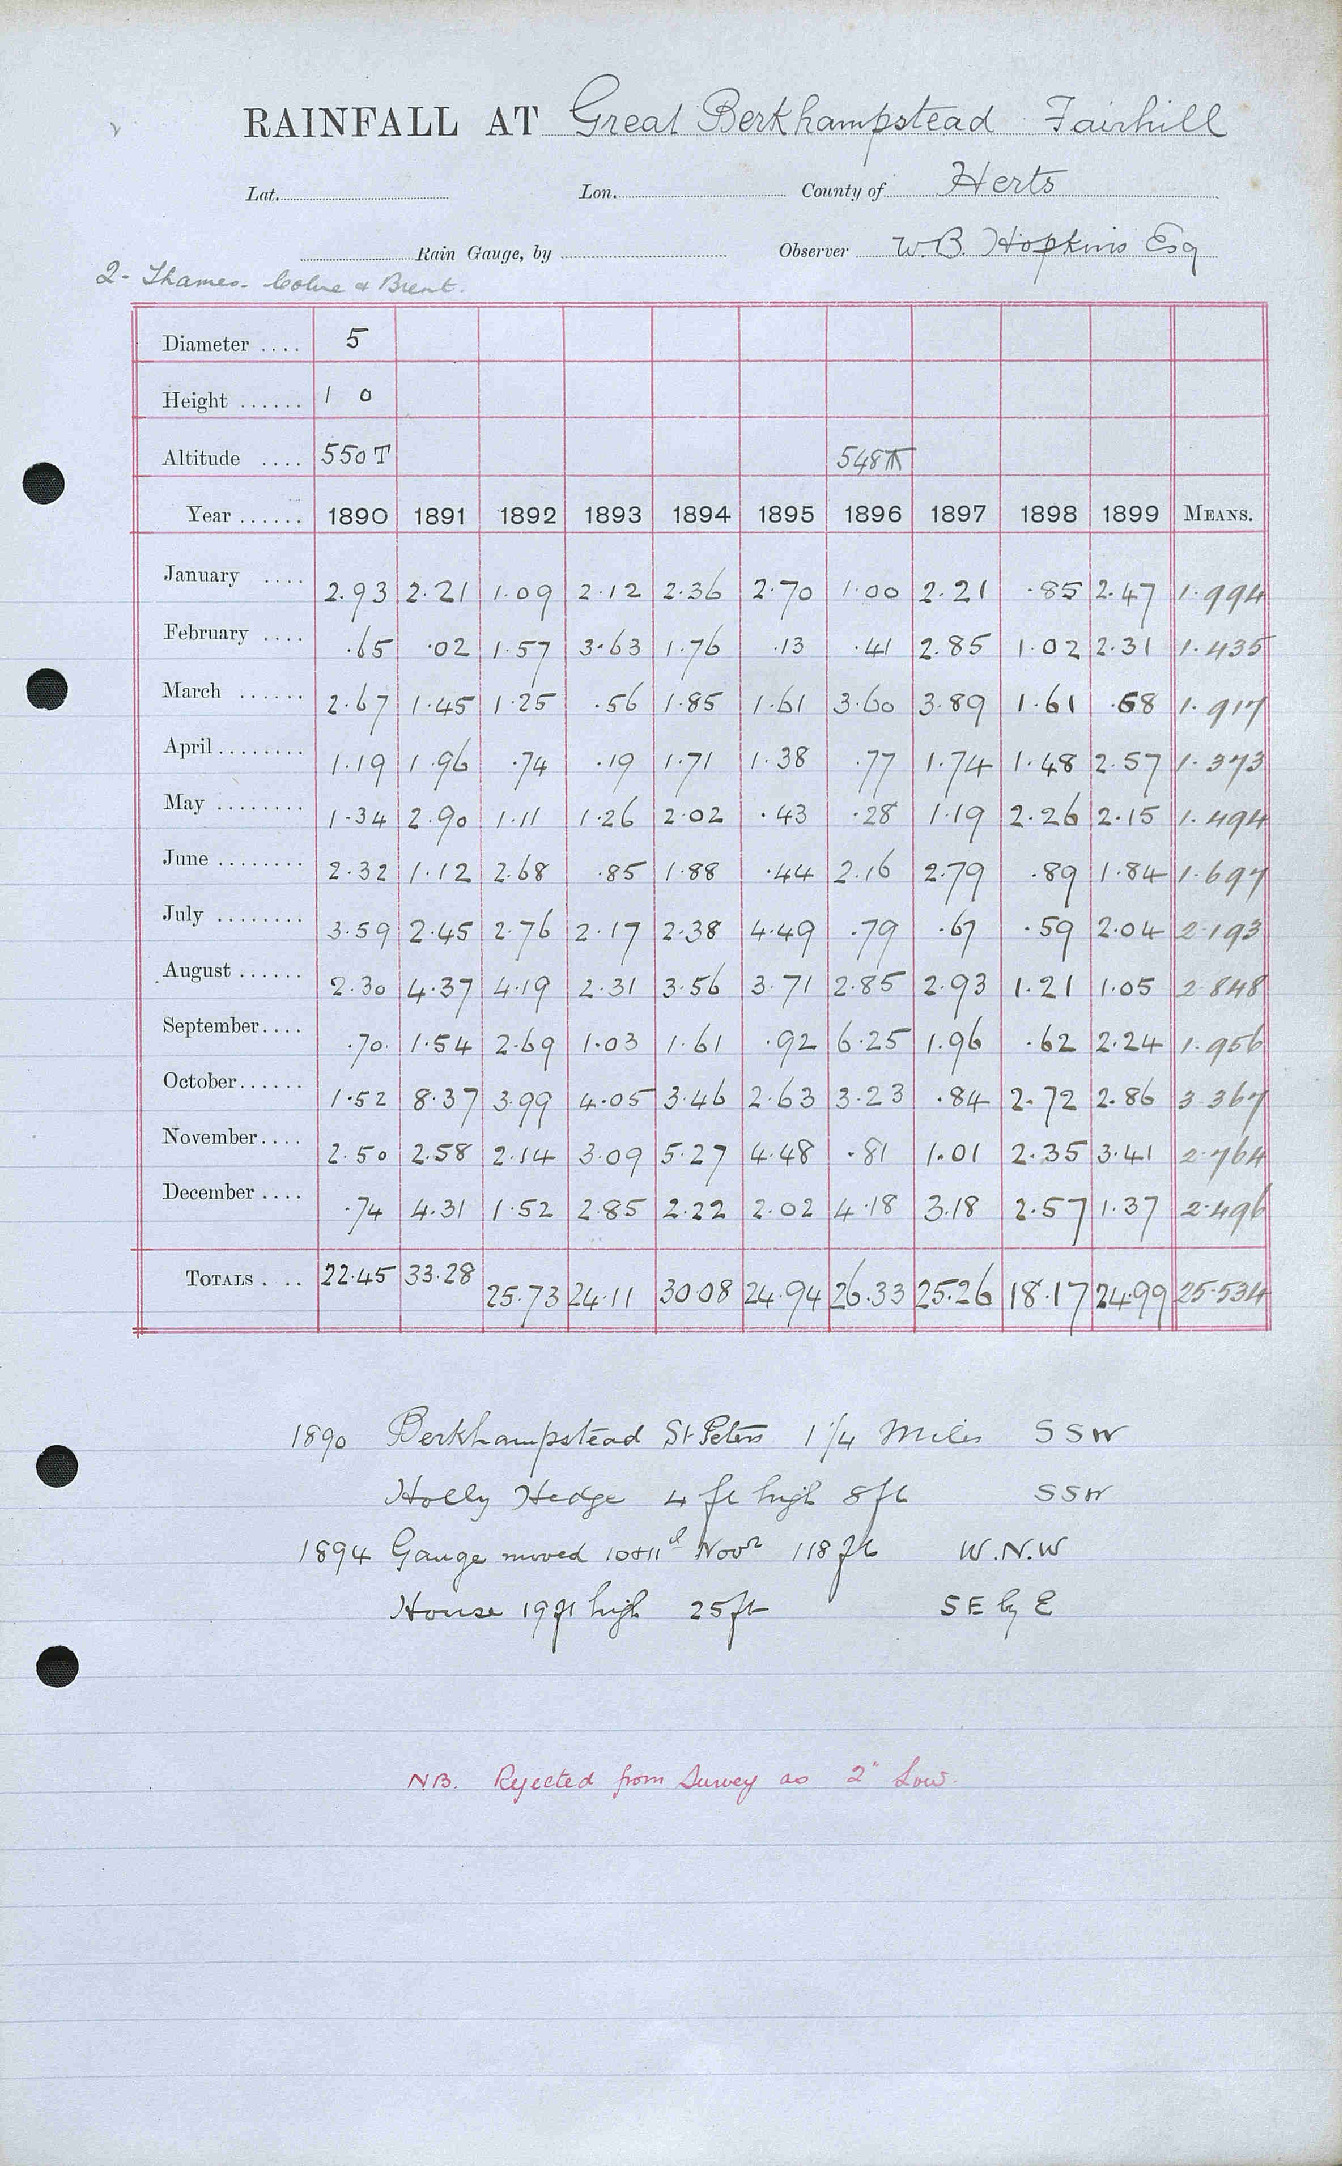 RAINFALL AT Great Berkhampstead Fairhill
Lat. Lon. County of Herts
Rain Gauge, by Observer W.B. Hopkins Esq
2- Thames. Colne & Brent.
Diameter .... 5
Height ...... 1 0
Altitude .... 550 T 548
Year ...... 1890 1891 1892 1893 1894 1895 1896 1897 1898 1899 MEANS.
January .... 2.93 2.21 1.09 2.12 2.36 2.70 1.00 2.21 .85 2.47 1.994
February .... .65 .02 1.57 3.63 1.76 .13 .41 2.85 1.02 2.31 1.435
March ...... 2.67 1.45 1.25 .56 1.85 1.61 3.60 3.89 1.61 .68 1.917
April ........ 1.19 1.96 .74 .19 1.71 1.38 .77 1.74 1.48 2.57 1.373
May ........ 1.34 2.90 1.11 1.26 2.02 .43 .28 1.19 2.26 2.15 1.494
June ........ 2.32 1.12 2.68 .85 1.88 .44 2.16 2.79 .89 1.84 1.697
July ........ 3.59 2.45 2.76 2.17 2.38 4.49 .79 .67 .59 2.04 2.193
August ...... 2.30 4.37 4.19 2.31 3.56 3.71 2.85 2.93 1.21 1.05 2.848
September.... .70 1.54 2.69 1.03 1.61 .92 6.25 1.96 .62 2.24 1.956
October...... 1.52 8.37 3.99 4.05 3.46 2.63 3.23 .84 2.72 2.86 3.367
November.... 2.50 2.58 2.14 3.09 5.27 4.48 .81 1.01 2.35 3.41 2.764
December .... .74 4.31 1.52 2.85 2.22 2.02 4.18 3.18 2.57 1.37 2.496
TOTALS .... 22.45 33.28 25.73 24.11 30.08 24.94 26.33 25.26 18.17 24.99 25.534
1890 Berkhampstead St Peters 1 1/4 Miles SSW
Holly Hedge 4 ft high 8 ft SSW
1894 Gauge moved Novr 118 ft W.N.W
House 19 ft high 25 ft SE by E
NB. Rejected from Survey as 2" Low.